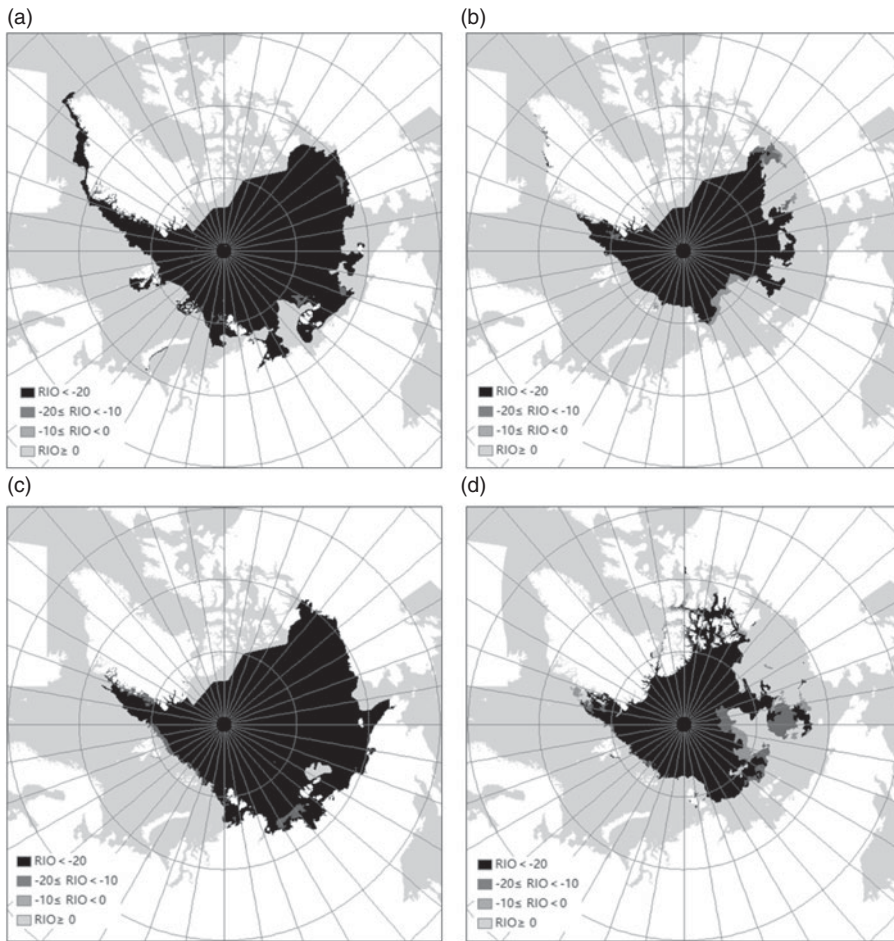 (a)
(b)
RIO < -20
-20≤ RIO < -10
-10≤ RIO < 0
RIO≥ 0
RIO < -20
-20≤ RIO < -10
-10≤ RIO < 0
RIO≥ 0
(c)
(d)
RIO < -20
-20≤ RIO < -10
-10≤ RIO < 0
RIO≥ 0
RIO < -20
-20≤ RIO < -10
-10≤ RIO < 0
RIO≥ 0